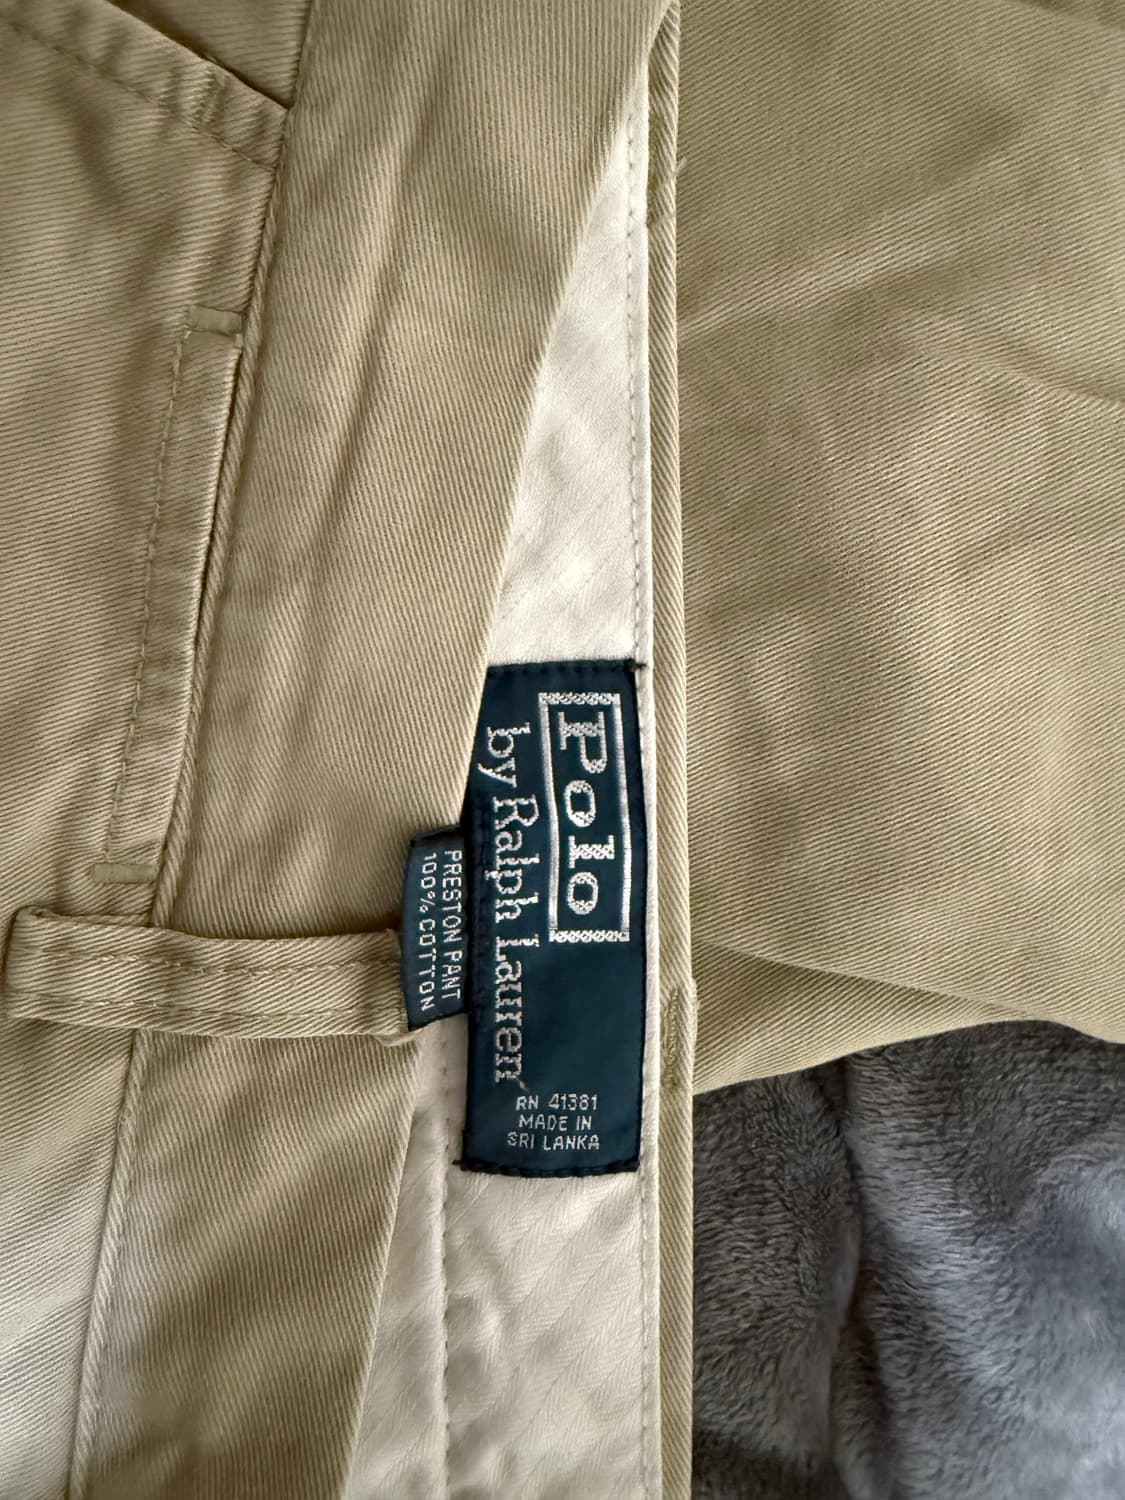 Polo
by Ralph Lauren
RN 41381
MADE IN
SRI LANKA
PRESTON PANT
100% COTTON